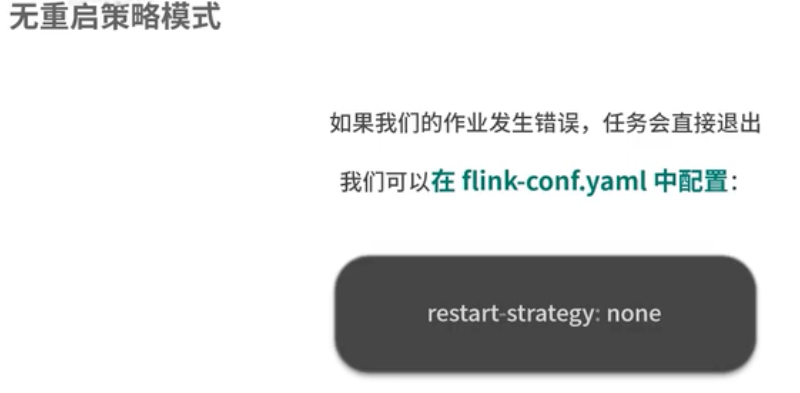 无重启策略模式
如果我们的作业发生错误，任务会直接退出
我们可以在 flink-conf.yaml 中配置：
restart-strategy: none